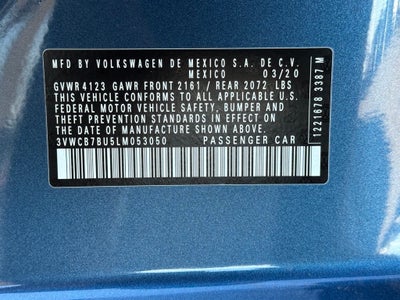 MFD BY VOLKSWAGEN DE MEXICO S.A. DE C.V.
MEXICO 03/20
GVWR 4123 GAWR FRONT 2161 / REAR 2072 LBS
THIS VEHICLE CONFORMS TO ALL APPLICABLE U.S.
FEDERAL MOTOR VEHICLE SAFETY, BUMPER AND
THEFT PREVENTION STANDARDS IN EFFECT ON THE
DATE OF MANUFACTURE SHOWN ABOVE
3VWCB7BU5LM053050 PASSENGER CAR
1221678 3387 M